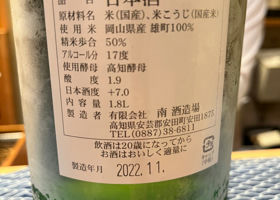 品目 日本酒
原材料名 米(国産)、米こうじ(国産米)
使用米 岡山県産 雄町100%
精米歩合 50%
アルコール分 17度
使用酵母 高知酵母
酸度 1.9
日本酒度 +7.0
内容量 1.8L
製造者 有限会社 南 酒造場
高知県安芸郡安田町安田1875
TEL(0887)38-6811
飲酒は20歳になってから
お酒はおいしく適量に
製造年月 2022.11.